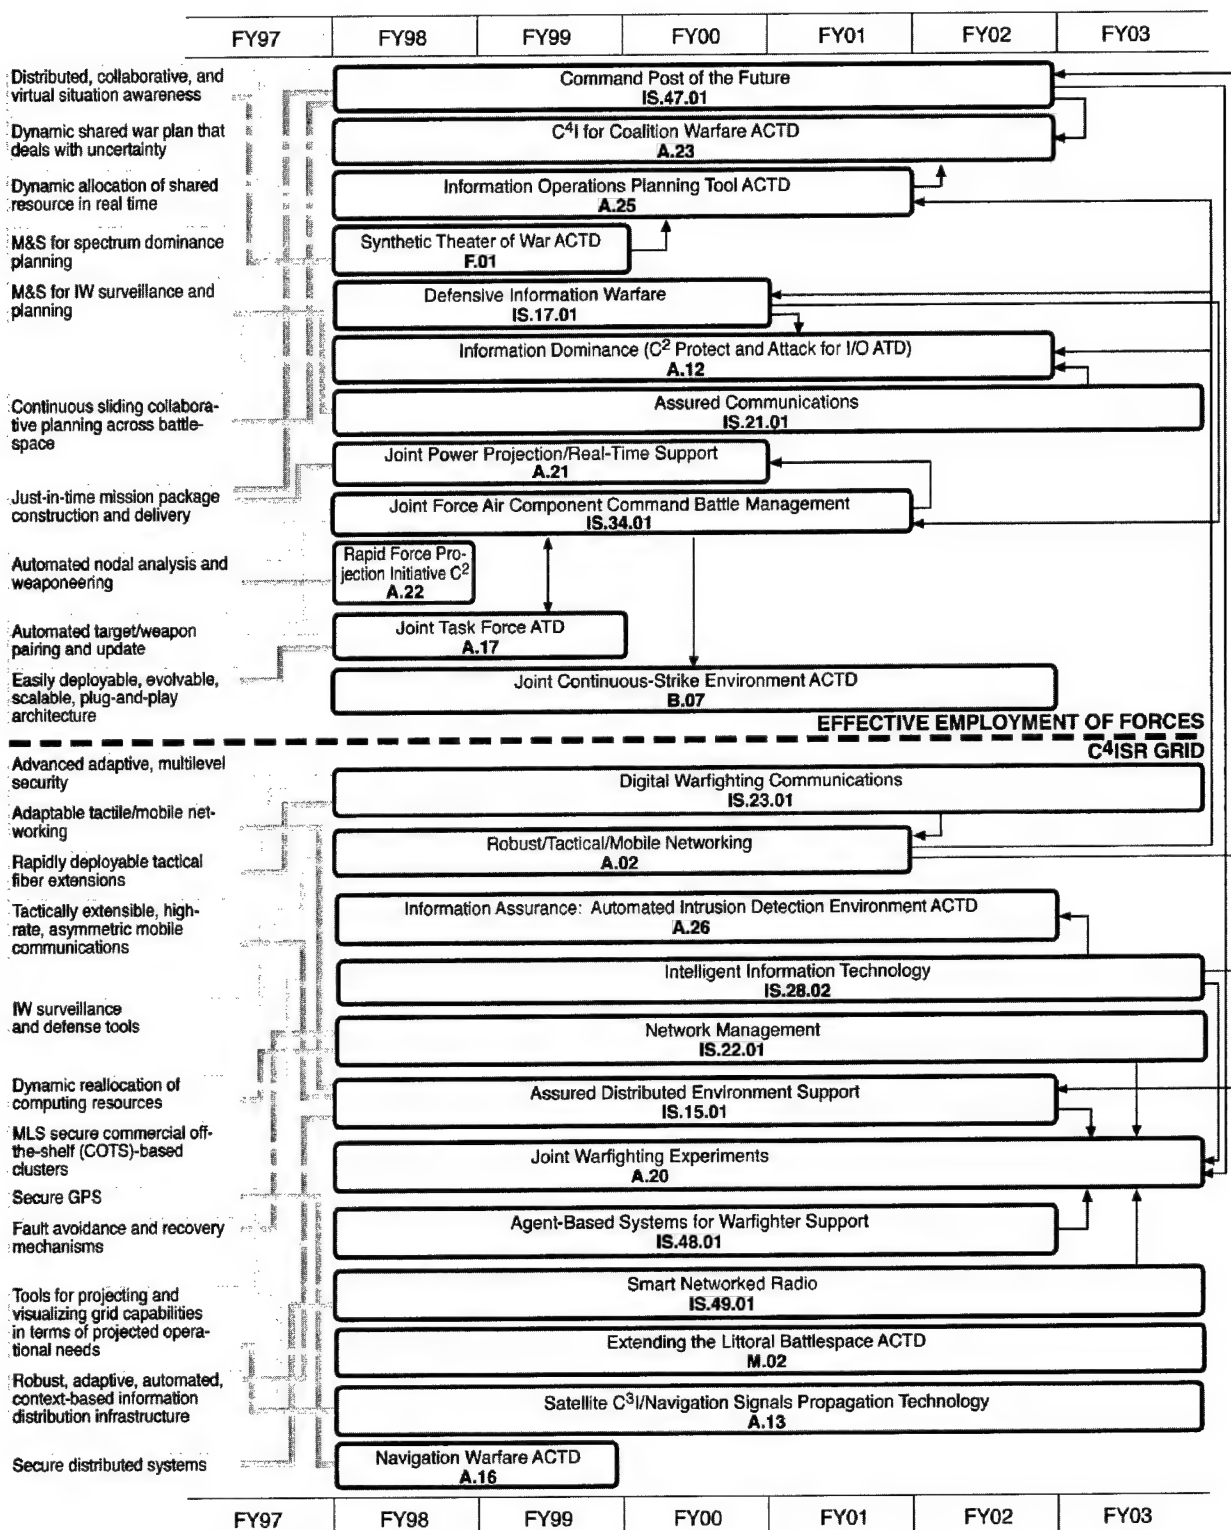 FY97 FY98 FY99 FY00 FY01 FY02 FY03
Distributed, collaborative, and
virtual situation awareness
Dynamic shared war plan that
deals with uncertainty
Dynamic allocation of shared
resource in real time
M&S for spectrum dominance
planning
M&S for IW surveillance and
planning
Continuous sliding collabora-
tive planning across battle-
space
Just-in-time mission package
construction and delivery
Automated nodal analysis and
weaponeering
Automated target/weapon
pairing and update
Easily deployable, evolvable,
scalable, plug-and-play
architecture
Command Post of the Future
IS.47.01
C4I for Coalition Warfare ACTD
A.23
Information Operations Planning Tool ACTD
A.25
Synthetic Theater of War ACTD
F.01
Defensive Information Warfare
IS.17.01
Information Dominance (C2 Protect and Attack for I/O ATD)
A.12
Assured Communications
IS.21.01
Joint Power Projection/Real-Time Support
A.21
Joint Force Air Component Command Battle Management
IS.34.01
Rapid Force Pro-
jection Initiative C2
A.22
Joint Task Force ATD
A.17
Joint Continuous-Strike Environment ACTD
B.07
EFFECTIVE EMPLOYMENT OF FORCES
C4ISR GRID
Advanced adaptive, multilevel
security
Adaptable tactile/mobile net-
working
Rapidly deployable tactical
fiber extensions
Tactically extensible, high-
rate, asymmetric mobile
communications
IW surveillance
and defense tools
Dynamic reallocation of
computing resources
MLS secure commercial off-
the-shelf (COTS)-based
clusters
Secure GPS
Fault avoidance and recovery
mechanisms
Tools for projecting and
visualizing grid capabilities
in terms of projected opera-
tional needs
Robust, adaptive, automated,
context-based information
distribution infrastructure
Secure distributed systems
Digital Warfighting Communications
IS.23.01
Robust/Tactical/Mobile Networking
A.02
Information Assurance: Automated Intrusion Detection Environment ACTD
A.26
Intelligent Information Technology
IS.28.02
Network Management
IS.22.01
Assured Distributed Environment Support
IS.15.01
Joint Warfighting Experiments
A.20
Agent-Based Systems for Warfighter Support
IS.48.01
Smart Networked Radio
IS.49.01
Extending the Littoral Battlespace ACTD
M.02
Satellite C3I/Navigation Signals Propagation Technology
A.13
Navigation Warfare ACTD
A.16
FY97 FY98 FY99 FY00 FY01 FY02 FY03